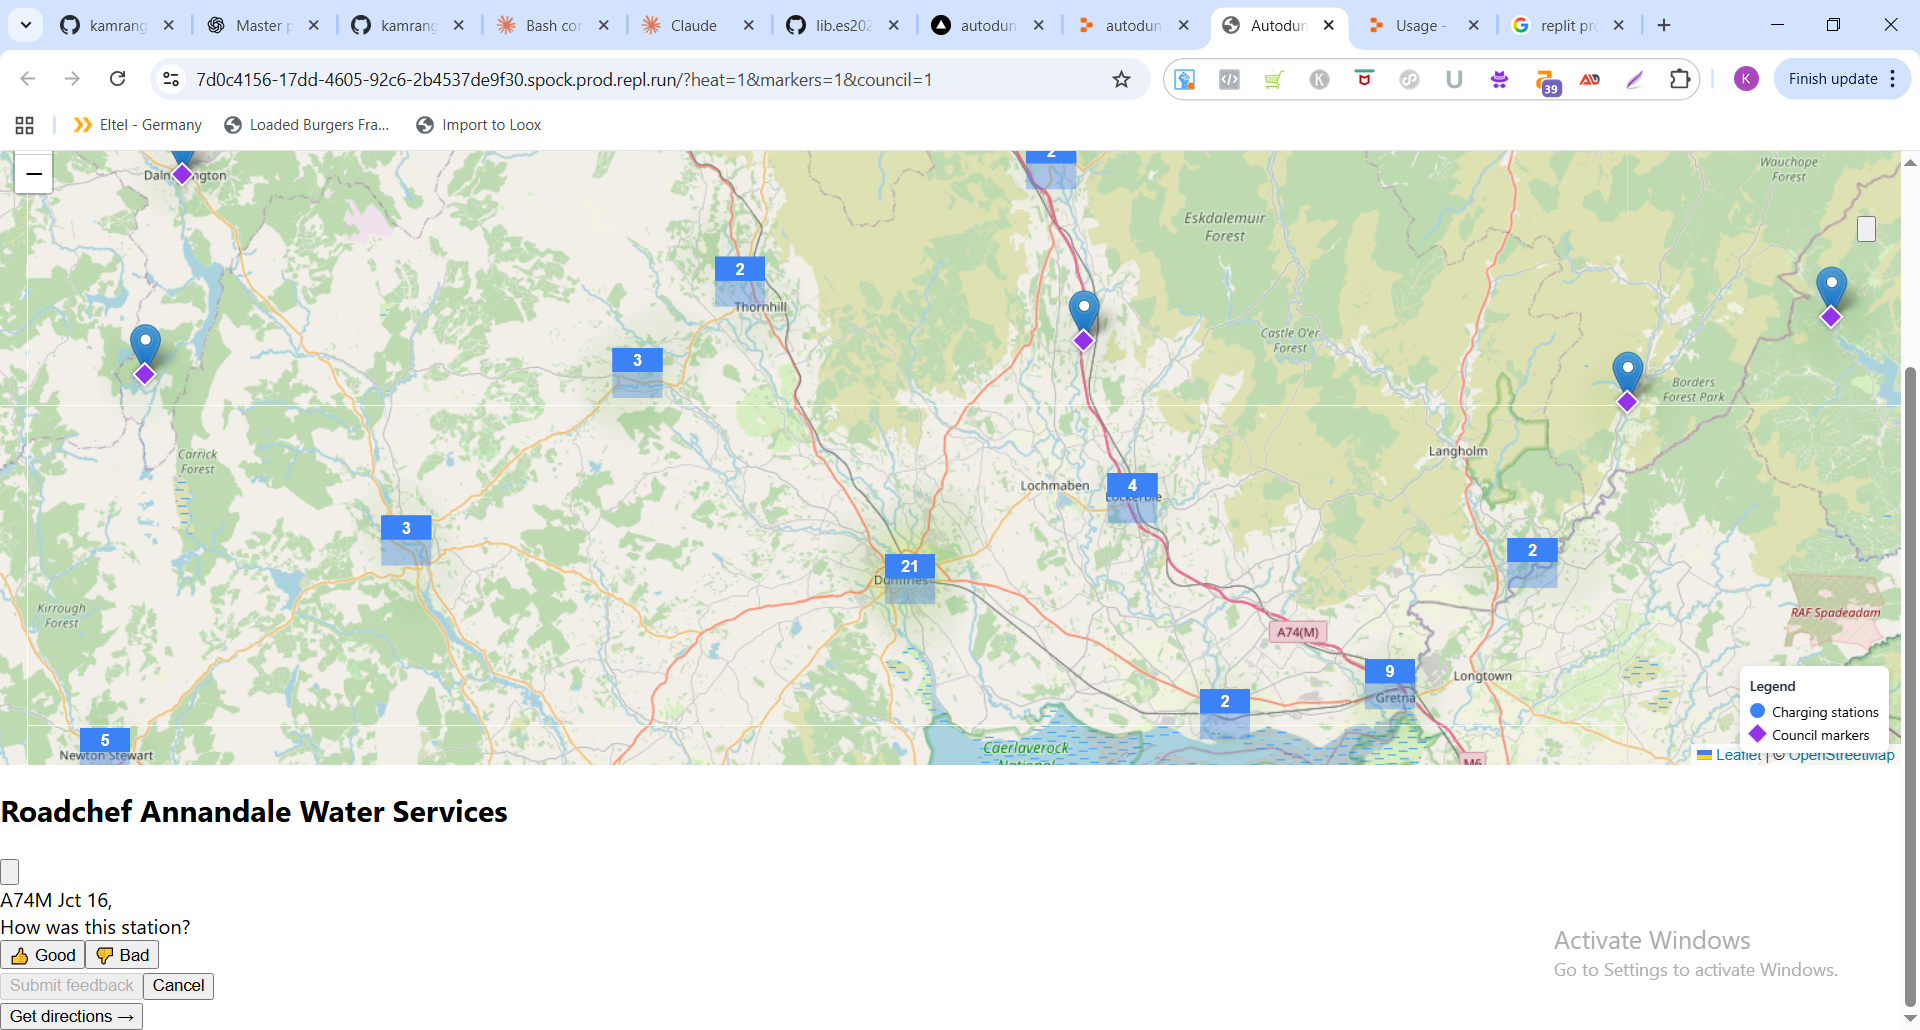 kamrang
Master p
kamrang
Bash cor
Claude
lib.es202
autodun
autodun
Autodun
Usage -
replit pr
7d0c4156-17dd-4605-92c6-2b4537de9f30.spock.prod.repl.run/?heat=1&markers=1&council=1
39
K
Finish update
Eltel - Germany
Loaded Burgers Fra...
Import to Loox
−
Wauchope
Forest
2
Eskdalemuir
Forest
2
Thornhill
Castle O'er
Forest
3
Borders
Forest Park
Carrick
Forest
Langholm
Lochmaben
4
Lockerbie
3
2
21
Dumfries
Kirrough
Forest
RAF Spadeadam
A74(M)
9
Gretna
Longtown
2
5
Newton Stewart
Caerlaverock
National
M6
Legend
Charging stations
Council markers
Leaflet | © OpenStreetMap
Roadchef Annandale Water Services
A74M Jct 16,
How was this station?
👍 Good
👎 Bad
Submit feedback
Cancel
Get directions →
Activate Windows
Go to Settings to activate Windows.